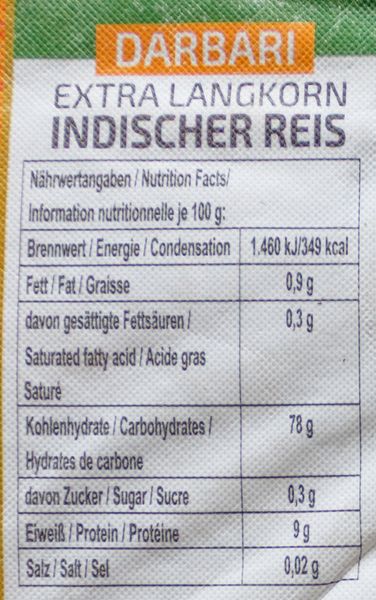 DARBARI
EXTRA LANGKORN
INDISCHER REIS
Nährwertangaben / Nutrition Facts/
Information nutritionnelle je 100 g:
Brennwert / Energie / Condensation 1.460 kJ/349 kcal
Fett / Fat / Graisse 0,9 g
davon gesättigte Fettsäuren / 0,3 g
Saturated fatty acid / Acide gras
Saturé
Kohlenhydrate / Carbohydrates / 78 g
Hydrates de carbone
davon Zucker / Sugar / Sucre 0,3 g
Eiweiß / Protein / Protéine 9 g
Salz / Salt / Sel 0,02 g